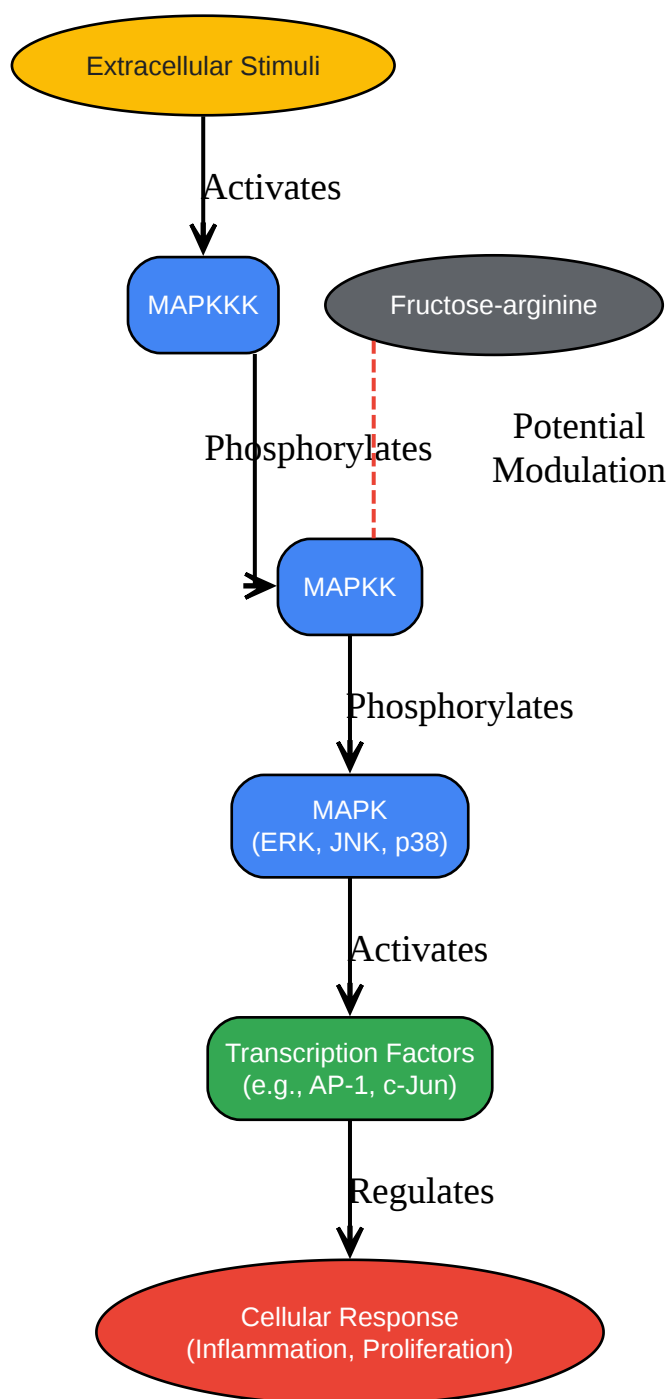 Extracellular Stimuli
Activates
MAPKKK
Fructose-arginine
Phosphorylates
Potential
Modulation
MAPKK
Phosphorylates
MAPK
(ERK, JNK, p38)
Activates
Transcription Factors
(e.g., AP-1, c-Jun)
Regulates
Cellular Response
(Inflammation, Proliferation)